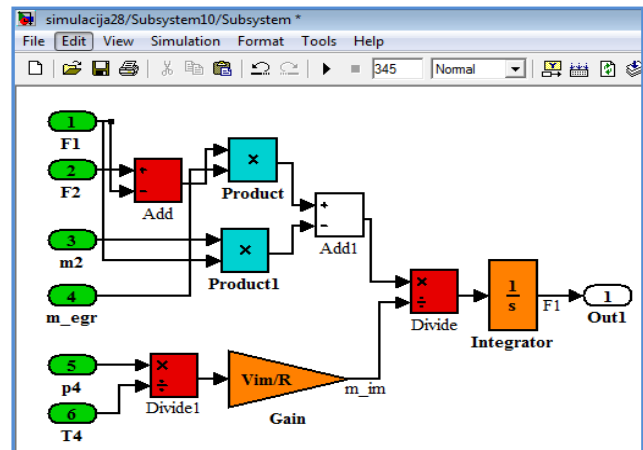 simulacija28/Subsystem10/Subsystem *
File Edit View Simulation Format Tools Help
345 Normal
1
F1
2
F2
+
−
Add
×
Product
3
m2
×
Product1
+
−
Add1
4
m_egr
×
÷
Divide
1
s
Integrator
F1
1
Out1
5
p4
×
÷
Divide1
Vim/R
Gain
m_im
6
T4